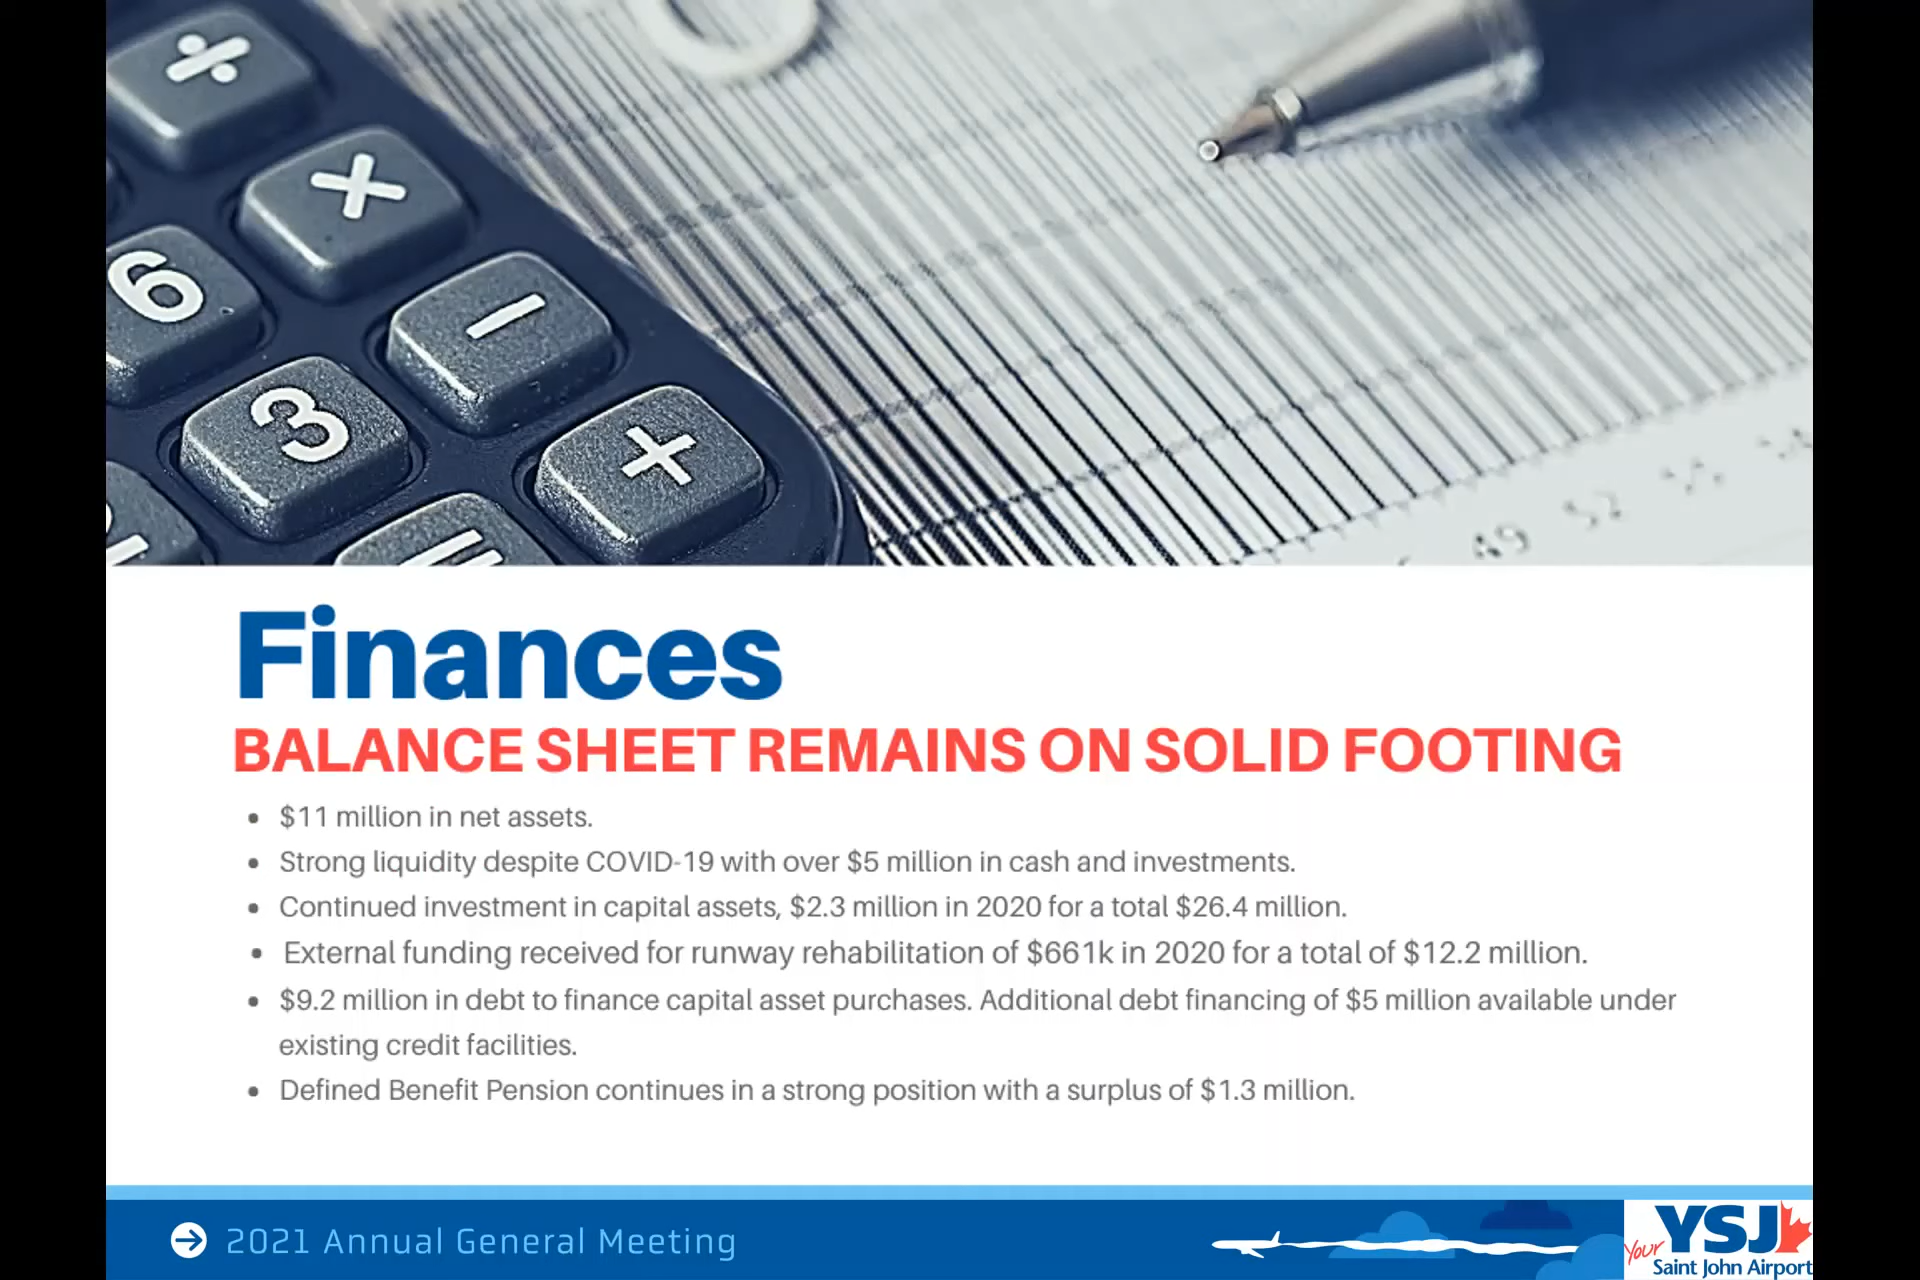 ÷
×
6
−
3
+
=
49 52
Finances
BALANCE SHEET REMAINS ON SOLID FOOTING
• $11 million in net assets.
• Strong liquidity despite COVID-19 with over $5 million in cash and investments.
• Continued investment in capital assets, $2.3 million in 2020 for a total $26.4 million.
• External funding received for runway rehabilitation of $661k in 2020 for a total of $12.2 million.
• $9.2 million in debt to finance capital asset purchases. Additional debt financing of $5 million available under
existing credit facilities.
• Defined Benefit Pension continues in a strong position with a surplus of $1.3 million.
2021 Annual General Meeting
Your YSJ
Saint John Airport